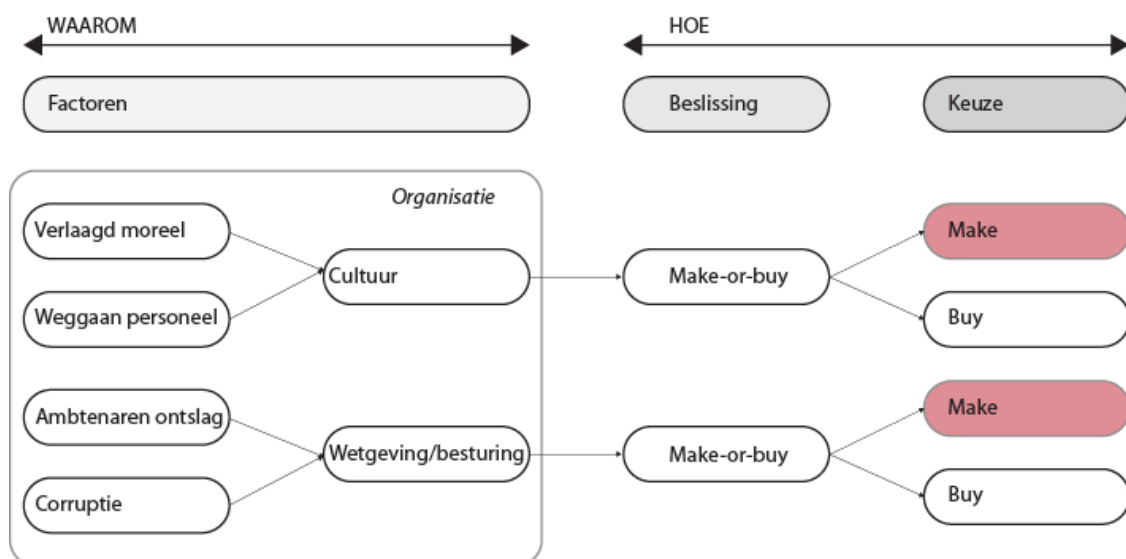 WAAROM
HOE
Factoren
Beslissing
Keuze
Organisatie
Verlaagd moreel
Weggaan personeel
Cultuur
Make-or-buy
Make
Buy
Ambtenaren ontslag
Corruptie
Wetgeving/besturing
Make-or-buy
Make
Buy